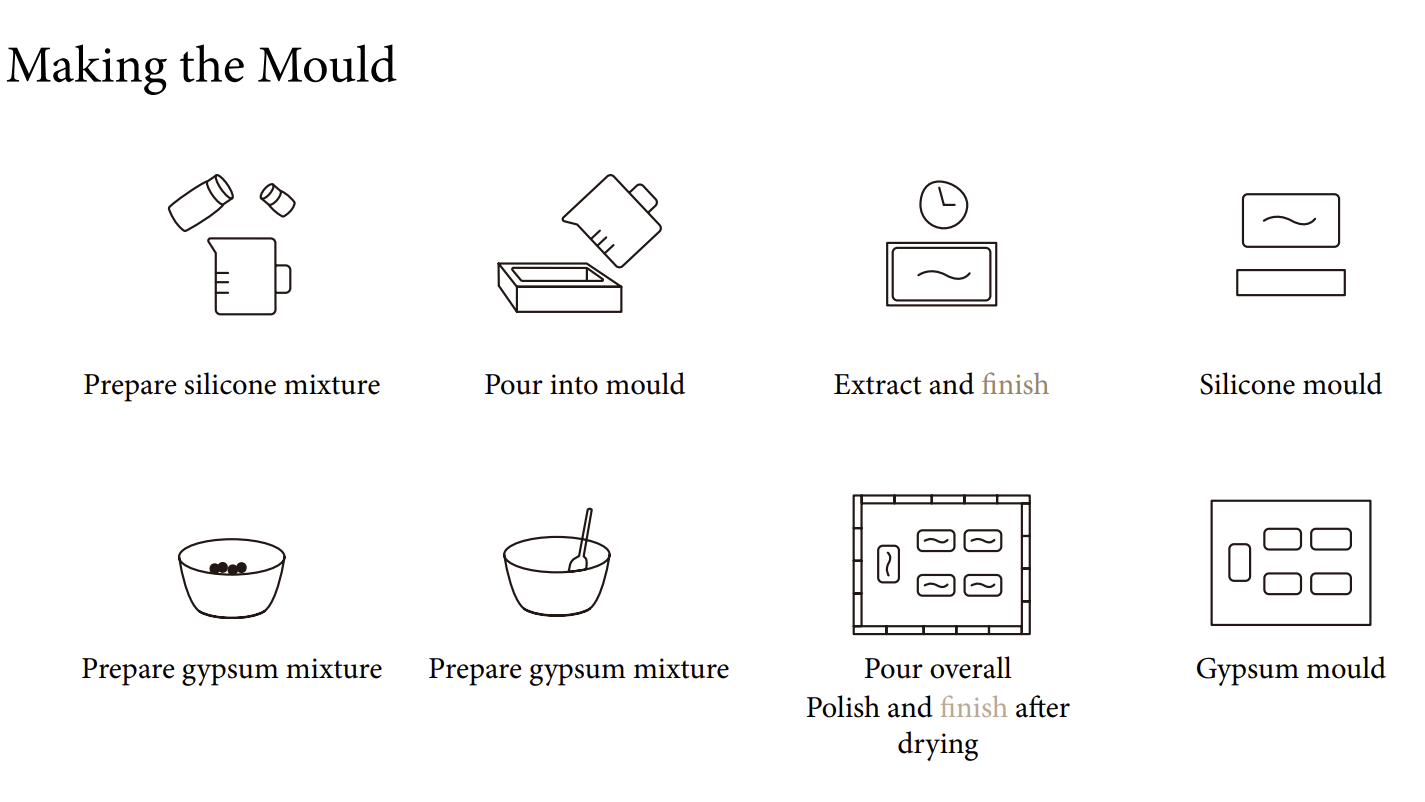 Making the Mould
Prepare silicone mixture
Pour into mould
Extract and finish
Silicone mould
Prepare gypsum mixture
Prepare gypsum mixture
Pour overall
Polish and finish after
drying
Gypsum mould